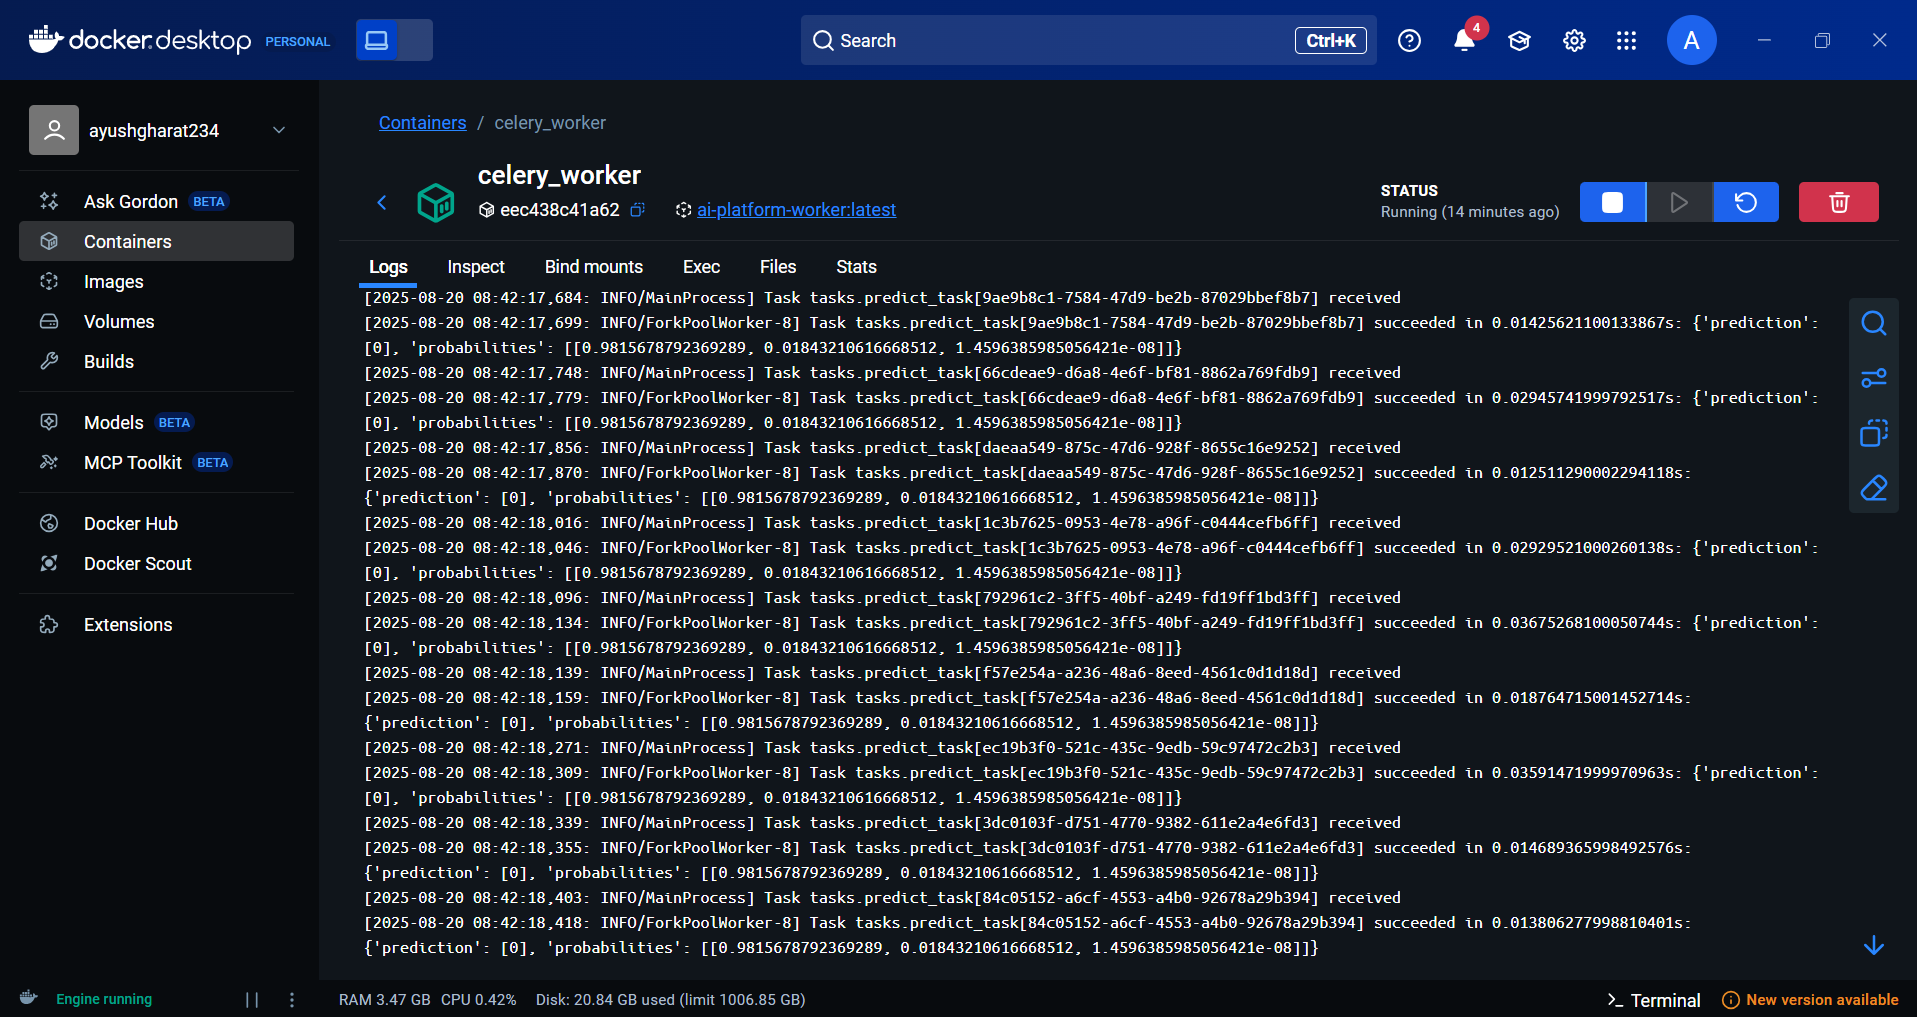 docker.desktop PERSONAL
Search Ctrl+K
4
A
ayushgharat234
Ask Gordon BETA
Containers
Images
Volumes
Builds
Models BETA
MCP Toolkit BETA
Docker Hub
Docker Scout
Extensions
Containers / celery_worker
celery_worker
eec438c41a62 ai-platform-worker:latest
STATUS
Running (14 minutes ago)
Logs Inspect Bind mounts Exec Files Stats
[2025-08-20 08:42:17,684: INFO/MainProcess] Task tasks.predict_task[9ae9b8c1-7584-47d9-be2b-87029bbef8b7] received
[2025-08-20 08:42:17,699: INFO/ForkPoolWorker-8] Task tasks.predict_task[9ae9b8c1-7584-47d9-be2b-87029bbef8b7] succeeded in 0.01425621100133867s: {'prediction':
[0], 'probabilities': [[0.9815678792369289, 0.01843210616668512, 1.4596385985056421e-08]]}
[2025-08-20 08:42:17,748: INFO/MainProcess] Task tasks.predict_task[66cdeae9-d6a8-4e6f-bf81-8862a769fdb9] received
[2025-08-20 08:42:17,779: INFO/ForkPoolWorker-8] Task tasks.predict_task[66cdeae9-d6a8-4e6f-bf81-8862a769fdb9] succeeded in 0.02945741999792517s: {'prediction':
[0], 'probabilities': [[0.9815678792369289, 0.01843210616668512, 1.4596385985056421e-08]]}
[2025-08-20 08:42:17,856: INFO/MainProcess] Task tasks.predict_task[daeaa549-875c-47d6-928f-8655c16e9252] received
[2025-08-20 08:42:17,870: INFO/ForkPoolWorker-8] Task tasks.predict_task[daeaa549-875c-47d6-928f-8655c16e9252] succeeded in 0.012511290002294118s:
{'prediction': [0], 'probabilities': [[0.9815678792369289, 0.01843210616668512, 1.4596385985056421e-08]]}
[2025-08-20 08:42:18,016: INFO/MainProcess] Task tasks.predict_task[1c3b7625-0953-4e78-a96f-c0444cefb6ff] received
[2025-08-20 08:42:18,046: INFO/ForkPoolWorker-8] Task tasks.predict_task[1c3b7625-0953-4e78-a96f-c0444cefb6ff] succeeded in 0.02929521000260138s: {'prediction':
[0], 'probabilities': [[0.9815678792369289, 0.01843210616668512, 1.4596385985056421e-08]]}
[2025-08-20 08:42:18,096: INFO/MainProcess] Task tasks.predict_task[792961c2-3ff5-40bf-a249-fd19ff1bd3ff] received
[2025-08-20 08:42:18,134: INFO/ForkPoolWorker-8] Task tasks.predict_task[792961c2-3ff5-40bf-a249-fd19ff1bd3ff] succeeded in 0.03675268100050744s: {'prediction':
[0], 'probabilities': [[0.9815678792369289, 0.01843210616668512, 1.4596385985056421e-08]]}
[2025-08-20 08:42:18,139: INFO/MainProcess] Task tasks.predict_task[f57e254a-a236-48a6-8eed-4561c0d1d18d] received
[2025-08-20 08:42:18,159: INFO/ForkPoolWorker-8] Task tasks.predict_task[f57e254a-a236-48a6-8eed-4561c0d1d18d] succeeded in 0.018764715001452714s:
{'prediction': [0], 'probabilities': [[0.9815678792369289, 0.01843210616668512, 1.4596385985056421e-08]]}
[2025-08-20 08:42:18,271: INFO/MainProcess] Task tasks.predict_task[ec19b3f0-521c-435c-9edb-59c97472c2b3] received
[2025-08-20 08:42:18,309: INFO/ForkPoolWorker-8] Task tasks.predict_task[ec19b3f0-521c-435c-9edb-59c97472c2b3] succeeded in 0.03591471999970963s: {'prediction':
[0], 'probabilities': [[0.9815678792369289, 0.01843210616668512, 1.4596385985056421e-08]]}
[2025-08-20 08:42:18,339: INFO/MainProcess] Task tasks.predict_task[3dc0103f-d751-4770-9382-611e2a4e6fd3] received
[2025-08-20 08:42:18,355: INFO/ForkPoolWorker-8] Task tasks.predict_task[3dc0103f-d751-4770-9382-611e2a4e6fd3] succeeded in 0.014689365998492576s:
{'prediction': [0], 'probabilities': [[0.9815678792369289, 0.01843210616668512, 1.4596385985056421e-08]]}
[2025-08-20 08:42:18,403: INFO/MainProcess] Task tasks.predict_task[84c05152-a6cf-4553-a4b0-92678a29b394] received
[2025-08-20 08:42:18,418: INFO/ForkPoolWorker-8] Task tasks.predict_task[84c05152-a6cf-4553-a4b0-92678a29b394] succeeded in 0.013806277998810401s:
{'prediction': [0], 'probabilities': [[0.9815678792369289, 0.01843210616668512, 1.4596385985056421e-08]]}
Engine running RAM 3.47 GB CPU 0.42% Disk: 20.84 GB used (limit 1006.85 GB) Terminal New version available